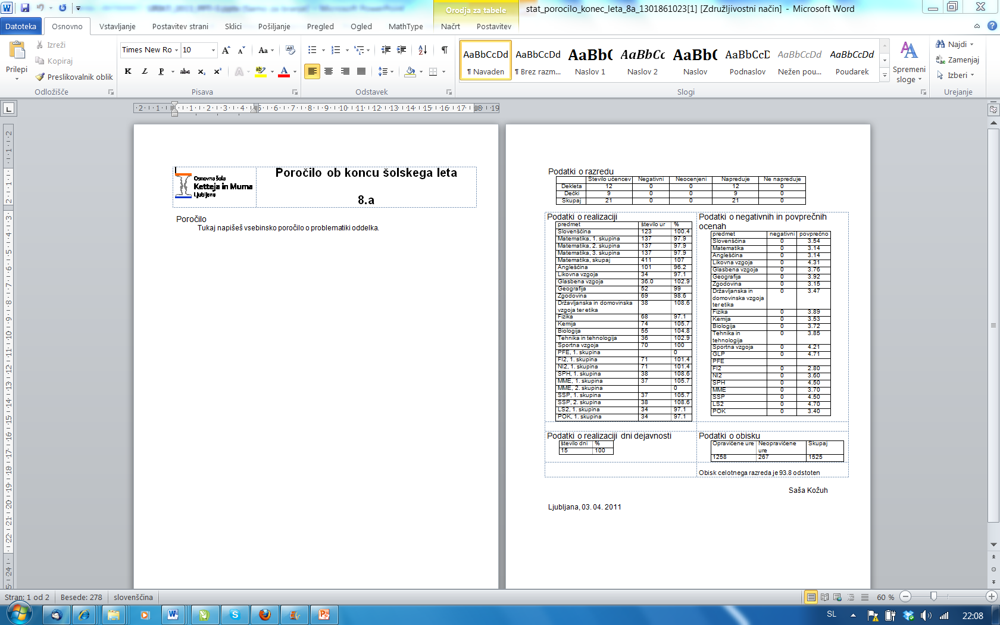 Orodja za tabele
stat_porocilo_konec_leta_8a_1301861023[1] [Združljivostni način] - Microsoft Word
Datoteka Osnovno Vstavljanje Postavitev strani Sklici Pošiljanje Pregled Ogled MathType Načrt Postavitev
Prilepi
Izreži
Kopiraj
Preslikovalnik oblik
Odložišče
Times New Ro 10
K L P abc x₂ x²
Pisava
Odstavek
AaBbCcDd AaBbCcDd AaBb( AaBbCc AaBb( AaBbCcD AaBbCcDd AaBbCcDd
¶ Navaden ¶ Brez razm... Naslov 1 Naslov 2 Naslov Podnaslov Nežen pou... Poudarek
Slogi
Spremeni sloge
Najdi
Zamenjaj
Izberi
Urejanje
Osnovna šola
Ketteja in Murna
Ljubljana
Poročilo ob koncu šolskega leta
8.a
Poročilo
Tukaj napišeš vsebinsko poročilo o problematiki oddelka.
Podatki o razredu
Število učencev Negativni Neocenjeni Napreduje Ne napreduje
Dekleta 12 0 0 12 0
Dečki 9 0 0 9 0
Skupaj 21 0 0 21 0
Podatki o realizaciji
predmet število ur %
Slovenščina 123 100.4
Matematika, 1. skupina 137 97.9
Matematika, 2. skupina 137 97.9
Matematika, 3. skupina 137 97.9
Matematika, skupaj 411 107
Angleščina 101 96.2
Likovna vzgoja 34 97.1
Glasbena vzgoja 36.0 102.9
Geografija 52 99
Zgodovina 69 98.6
Državljanska in domovinska 38 108.6
vzgoja ter etika
Fizika 68 97.1
Kemija 74 105.7
Biologija 55 104.8
Tehnika in tehnologija 36 102.9
Športna vzgoja 70 100
PFE, 1. skupina 0
FI2, 1. skupina 71 101.4
NI2, 1. skupina 71 101.4
SPH, 1. skupina 38 108.6
MME, 1. skupina 37 105.7
MME, 2. skupina 0
SSP, 1. skupina 37 105.7
SSP, 2. skupina 38 108.6
LS2, 1. skupina 34 97.1
POK, 1. skupina 34 97.1
Podatki o negativnih in povprečnih
ocenah
predmet negativni povprečno
Slovenščina 0 3.54
Matematika 0 3.14
Angleščina 0 3.14
Likovna vzgoja 0 4.31
Glasbena vzgoja 0 3.76
Geografija 0 3.92
Zgodovina 0 3.15
Državljanska in 0 3.47
domovinska vzgoja
ter etika
Fizika 0 3.89
Kemija 0 3.53
Biologija 0 3.72
Tehnika in 0 3.85
tehnologija
Športna vzgoja 0 4.21
GLP 0 4.71
PFE
FI2 0 2.80
NI2 0 3.60
SPH 0 4.50
MME 0 3.70
SSP 0 4.50
LS2 0 4.70
POK 0 3.40
Podatki o realizaciji dni dejavnosti
število dni %
15 100
Podatki o obisku
Opravičene ure Neopravičene Skupaj
ure
1258 267 1525
Obisk celotnega razreda je 93.8 odstoten
Saša Kožuh
Ljubljana, 03. 04. 2011
Stran: 1 od 2 Besede: 278 slovenščina
60 %
SL 22:08